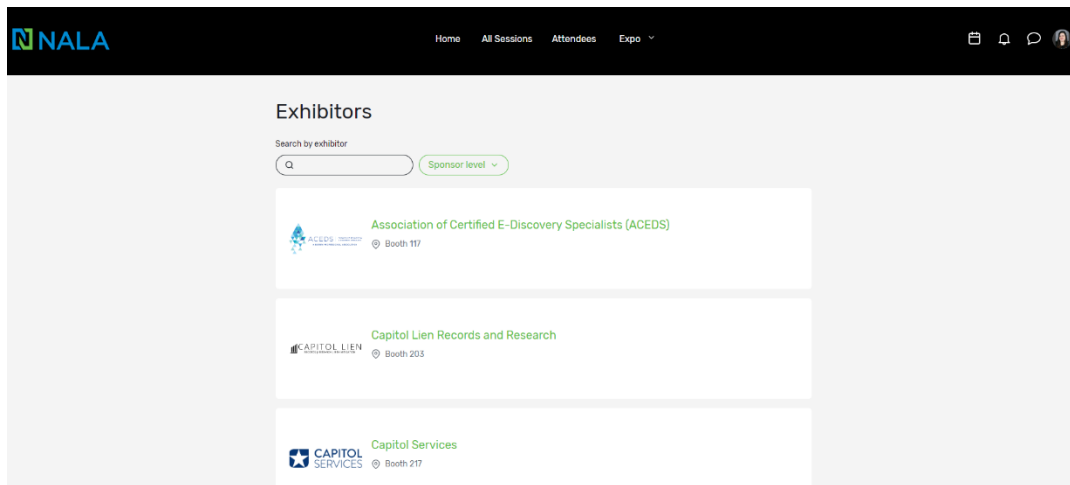 NALA
Home All Sessions Attendees Expo
Exhibitors
Search by exhibitor
Sponsor level
ACEDS
Association of Certified E-Discovery Specialists (ACEDS)
Booth 117
CAPITOL LIEN
Capitol Lien Records and Research
Booth 203
CAPITOL
SERVICES
Capitol Services
Booth 217